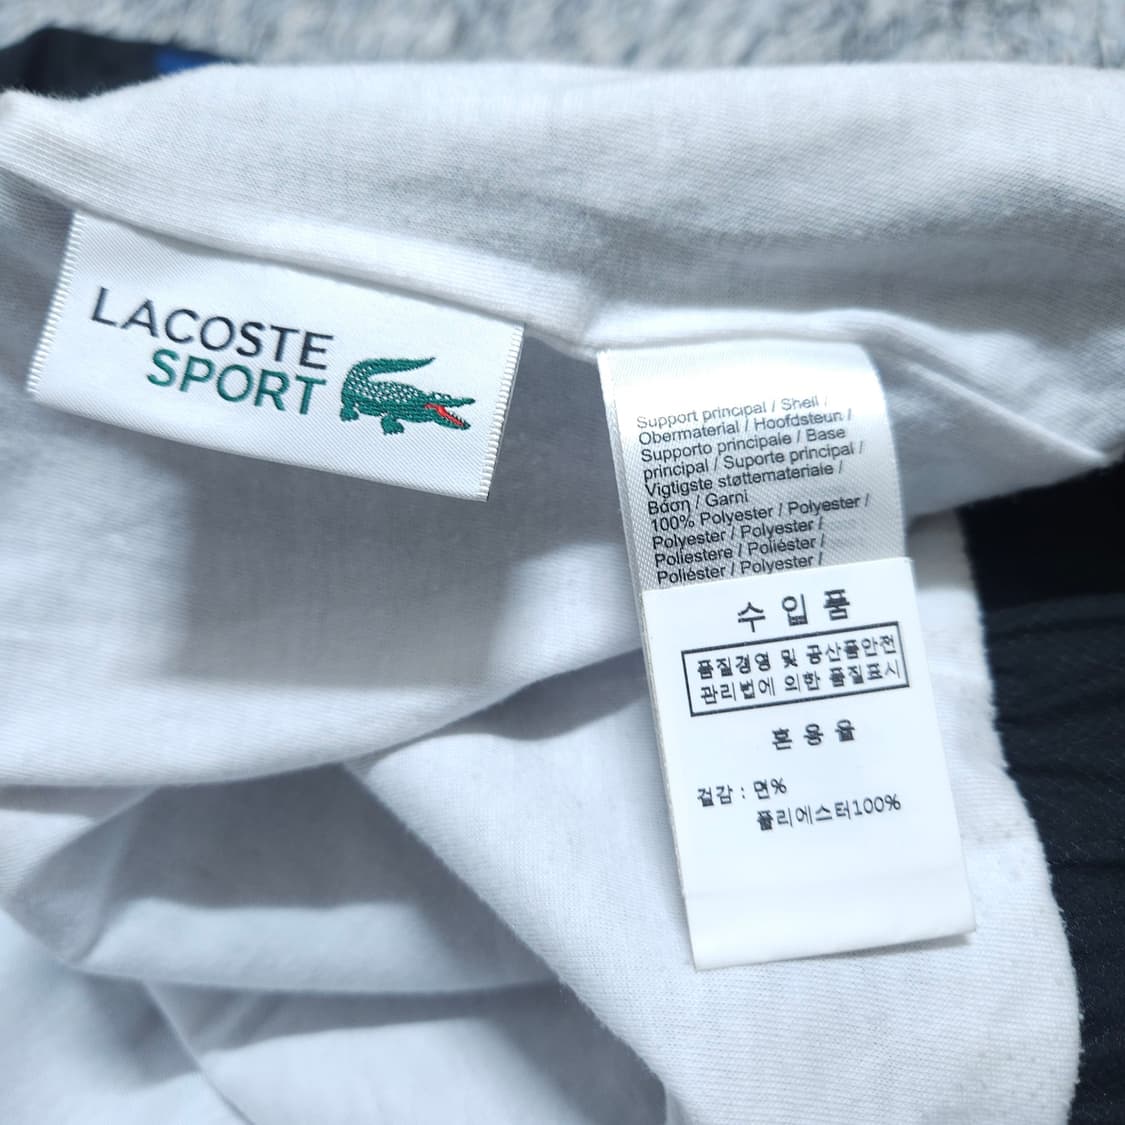 LACOSTE
SPORT
Support principal / Shell /
Obermaterial / Hoofdsteun /
Supporto principale / Base
principal / Suporte principal /
Vigtigste støttemateriale /
Βάση / Garni
100% Polyester / Polyester /
Polyester / Polyester /
Poliestere / Poliéster /
Poliéster / Polyester /
수 입 품
품질경영 및 공산품안전
관리법에 의한 품질표시
혼 용 율
겉감 : 면%
폴리에스터100%